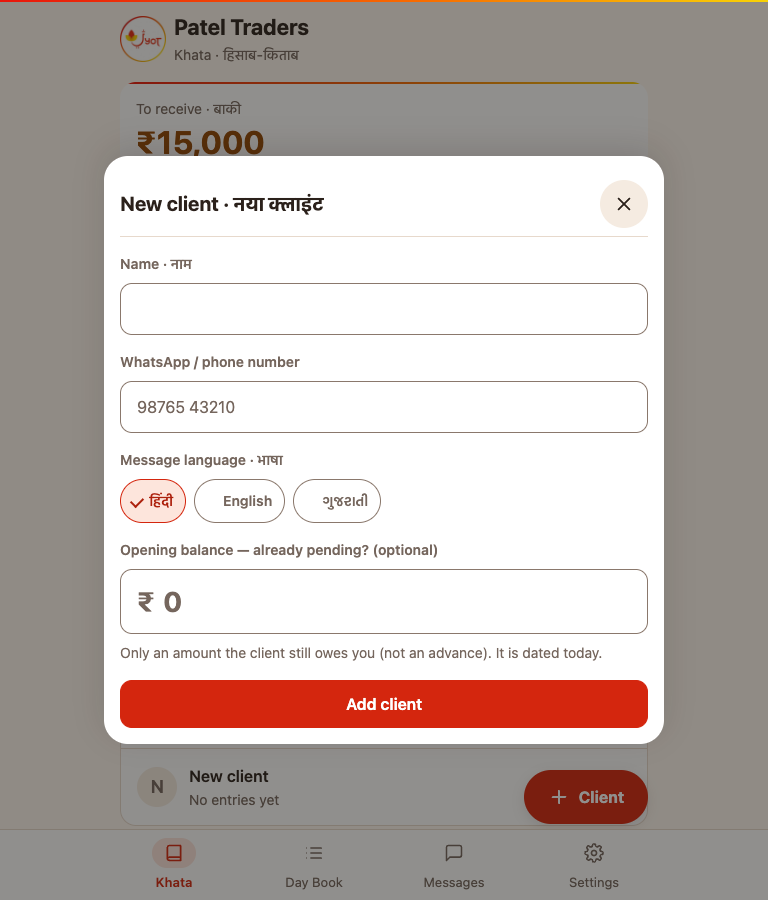 Jyot
Patel Traders
Khata · हिसाब-किताब
To receive · बाकी
₹15,000
New client · नया क्लाइंट
Name · नाम
WhatsApp / phone number
98765 43210
Message language · भाषा
हिंदी English ગુજરાતી
Opening balance — already pending? (optional)
₹ 0
Only an amount the client still owes you (not an advance). It is dated today.
Add client
N
New client
No entries yet
+ Client
Khata Day Book Messages Settings